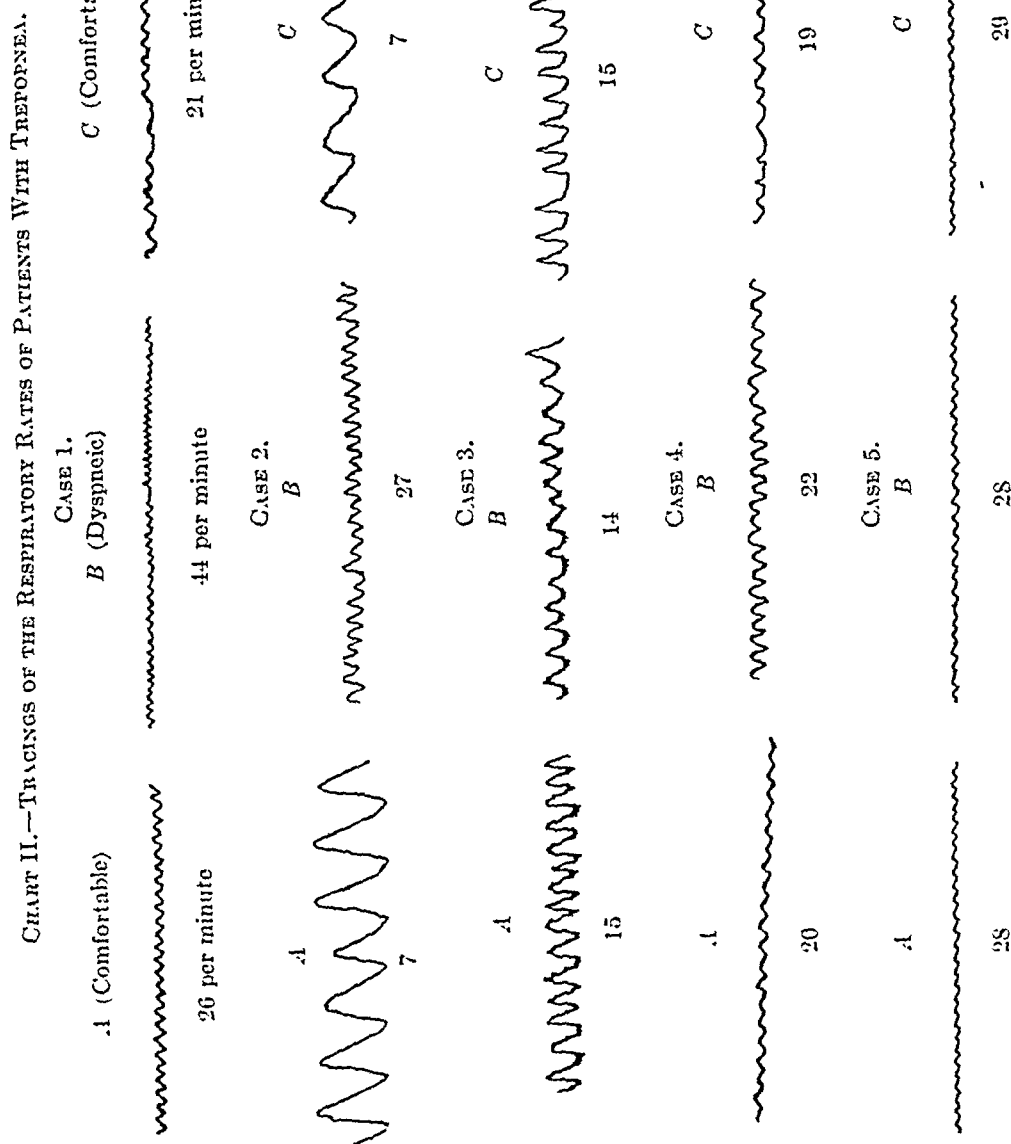 CHART II.—TRACINGS OF THE RESPIRATORY RATES OF PATIENTS WITH TREPOPNEA.
CASE 1.
A (Comfortable) B (Dyspneic) C (Comforta
26 per minute 44 per minute 21 per min
CASE 2.
A B C
7 27 7
CASE 3.
A B C
15 14 15
CASE 4.
A B C
20 22 19
CASE 5.
A B C
28 28 29